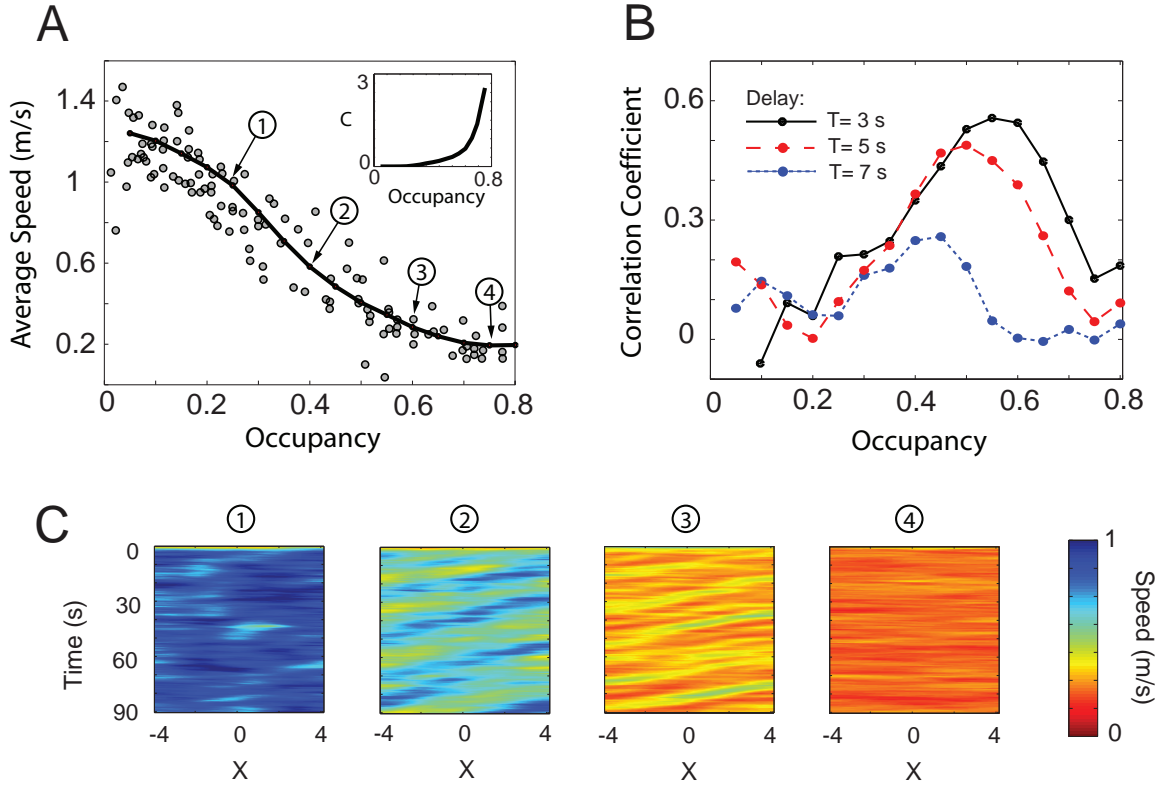 A
Average Speed (m/s)
1.4
1
0.6
0.2
0 0.2 0.4 0.6 0.8
Occupancy
1
2
3
4
3
C
0
0 0.8
Occupancy
B
Correlation Coefficient
0.6
0.3
0
0 0.2 0.4 0.6 0.8
Occupancy
Delay:
T= 3 s
T= 5 s
T= 7 s
C
1
2
3
4
Time (s)
0
30
60
90
-4 0 4
X
-4 0 4
X
-4 0 4
X
-4 0 4
X
1
0
Speed (m/s)